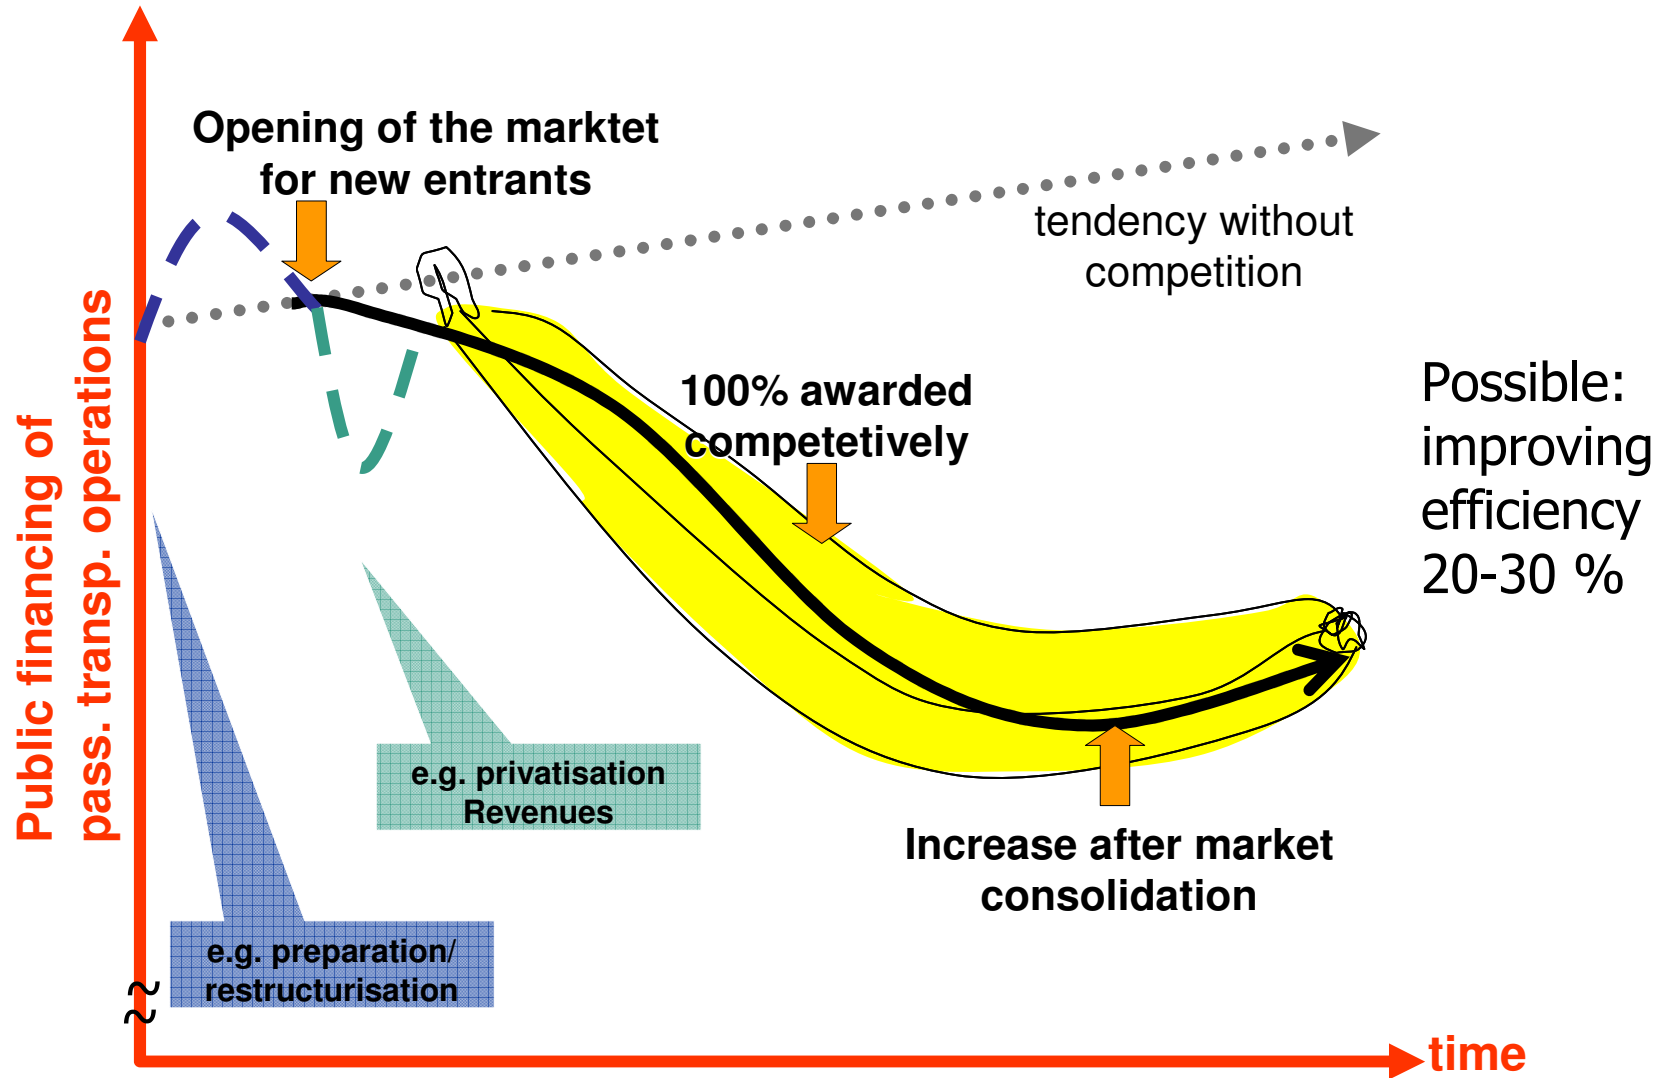 Opening of the marktet
for new entrants
tendency without
competition
100% awarded
competetively
Possible:
improving
efficiency
20-30 %
Public financing of
pass. transp. operations
e.g. privatisation
Revenues
Increase after market
consolidation
e.g. preparation/
restructurisation
time